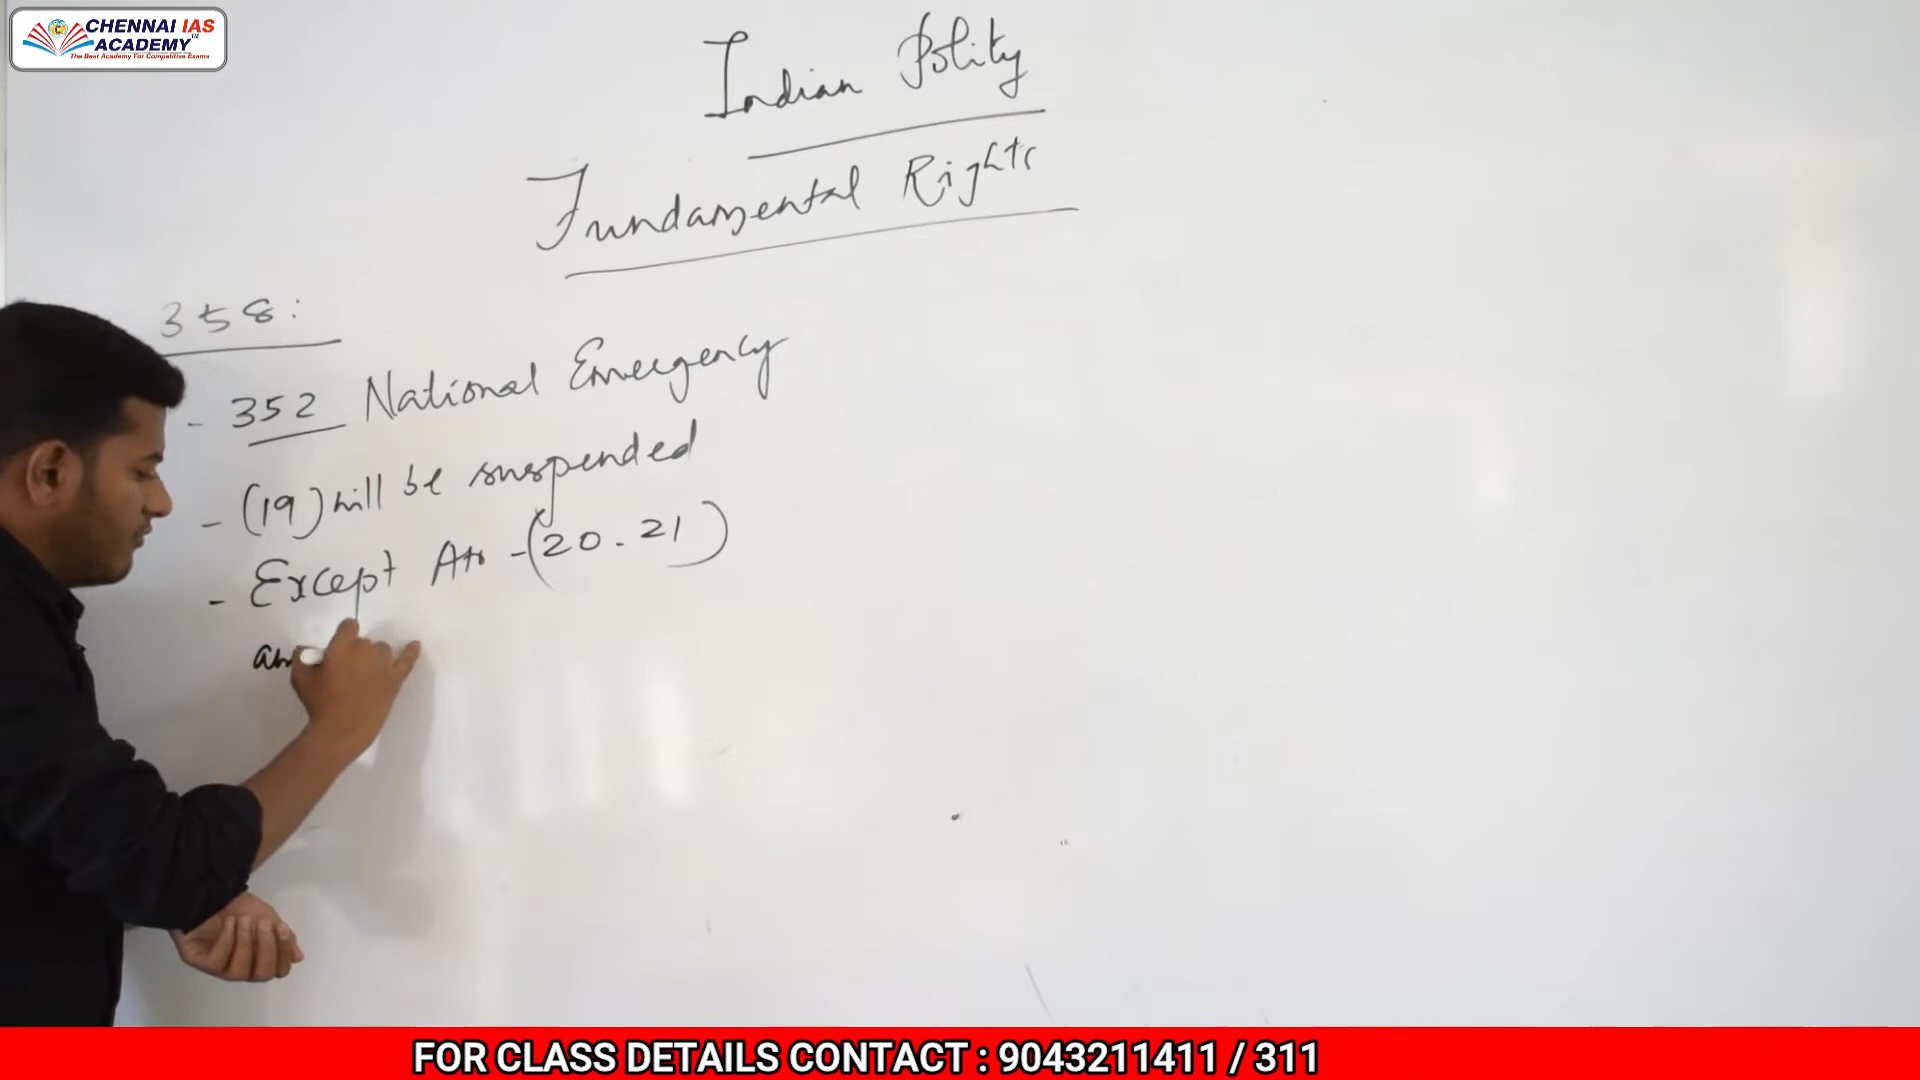 CHENNAI IAS
ACADEMY
The Best Academy For Competitive Exams
Indian Polity
Fundamental Rights
358:
- 352 National Emergency
- (19) will be suspended
- Except Att - (20.21)
an
FOR CLASS DETAILS CONTACT : 9043211411 / 311